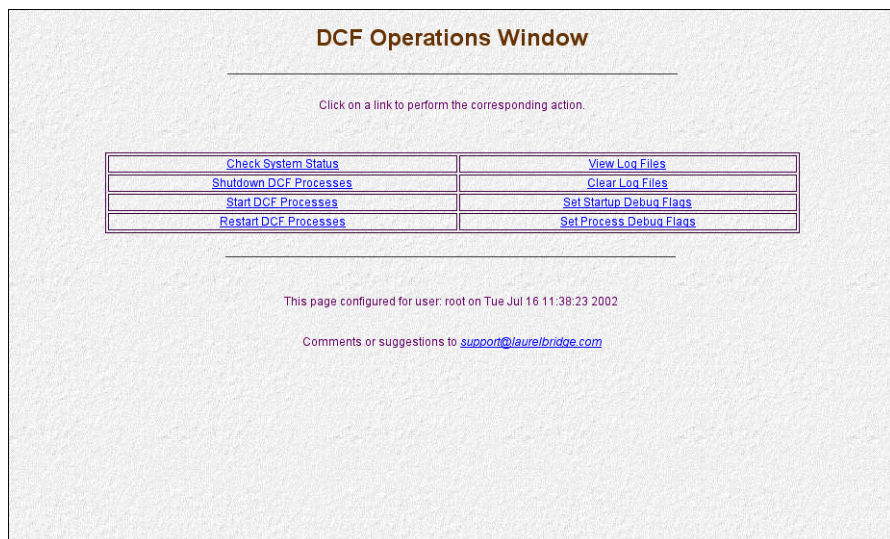 DCF Operations Window
Click on a link to perform the corresponding action.
Check System Status View Log Files
Shutdown DCF Processes Clear Log Files
Start DCF Processes Set Startup Debug Flags
Restart DCF Processes Set Process Debug Flags
This page configured for user: root on Tue Jul 16 11:38:23 2002
Comments or suggestions to support@laurelbridge.com